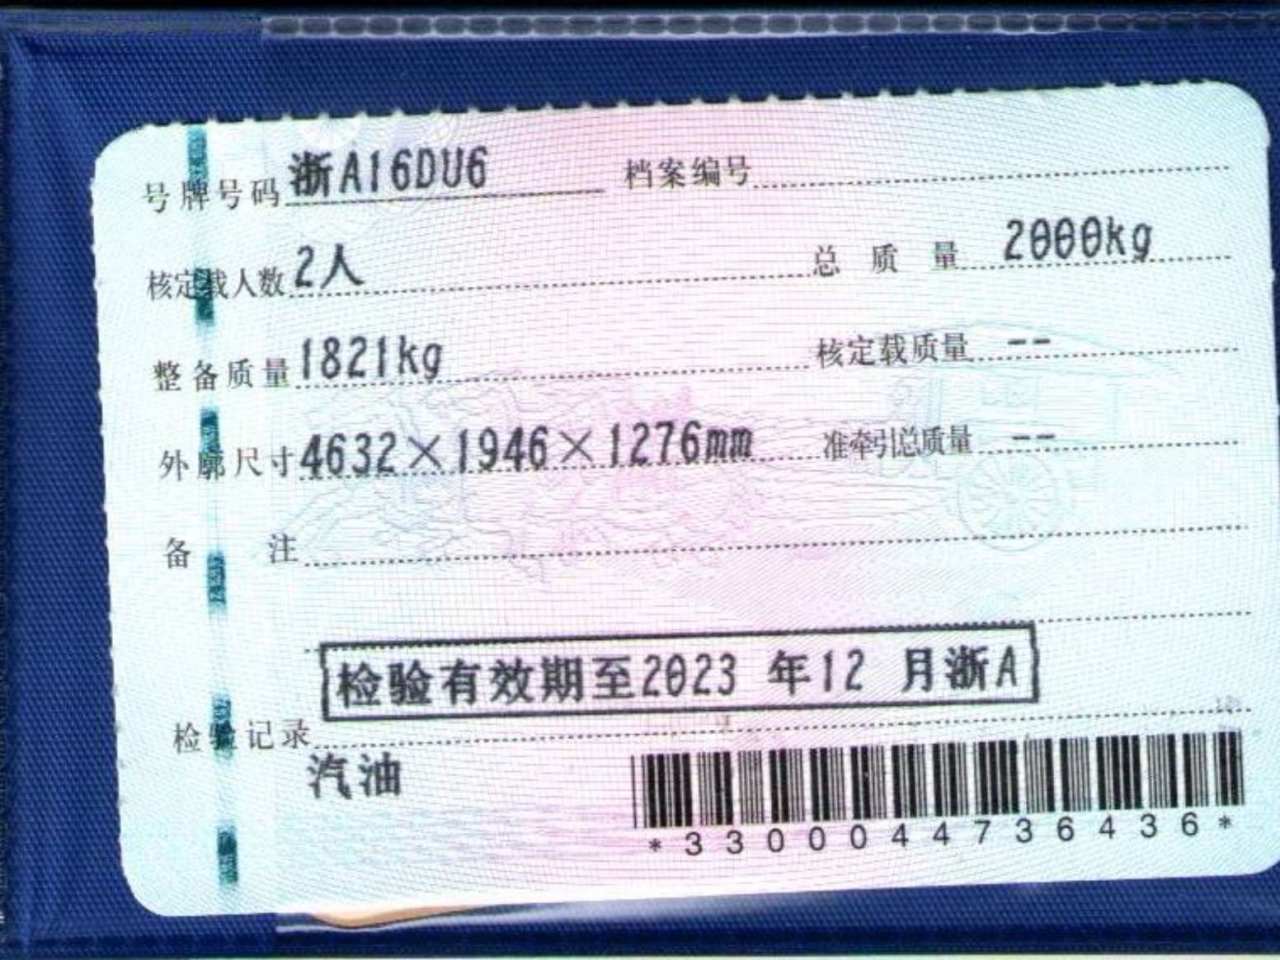 号牌号码 浙A16DU6 档案编号
核定载人数 2人 总质量 2000kg
整备质量 1821kg 核定载质量 --
外廓尺寸 4632×1946×1276mm 准牵引总质量 --
备注
检验有效期至2023 年12 月浙A
检验记录
汽油
*3300044736436*